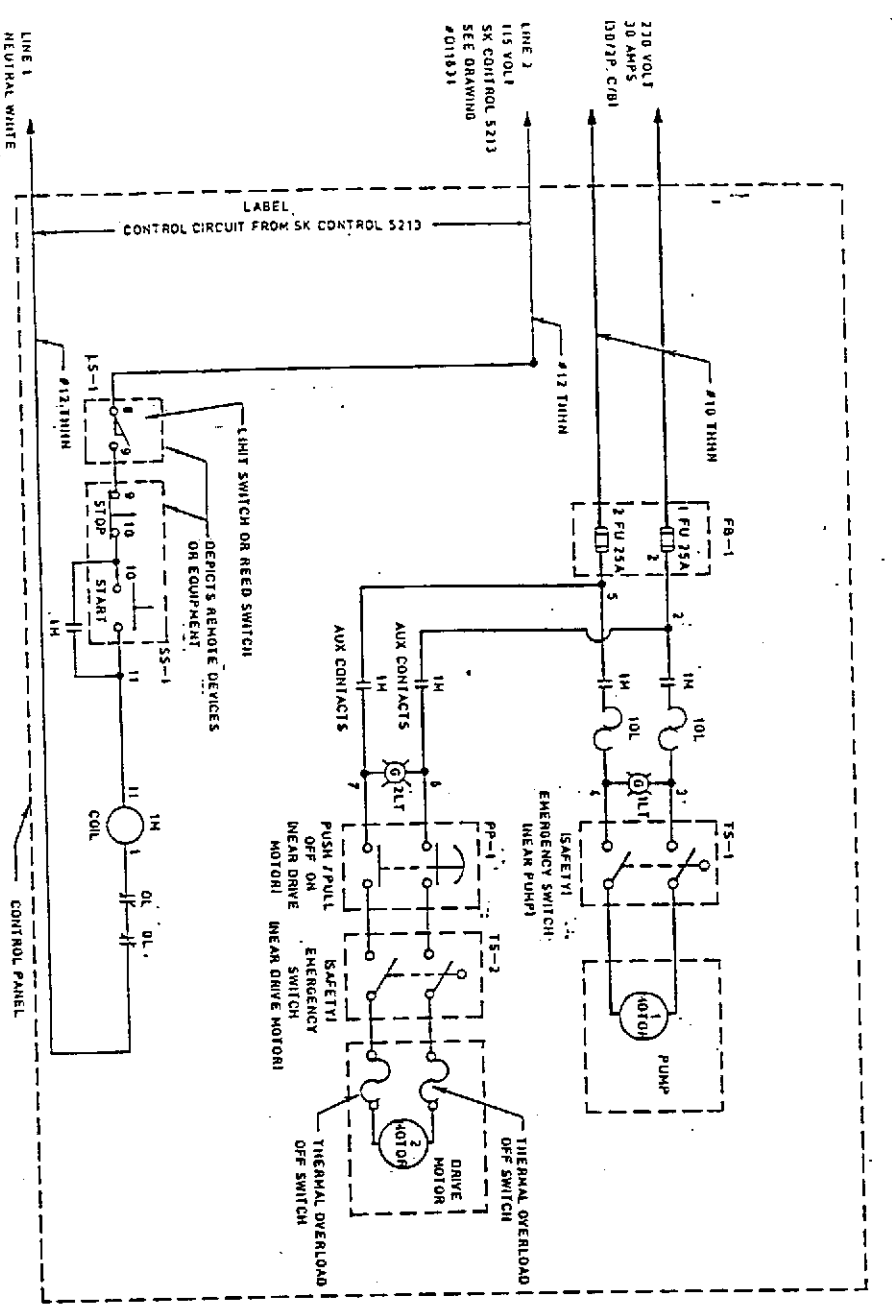 230 VOLT
30 AMPS
(30/2P. C/B)
LINE 2
115 VOLT
SK CONTROL 5213
SEE DRAWING
LINE 1
NEUTRAL WHITE
LABEL
CONTROL CIRCUIT FROM SK CONTROL 5213
#10 THHN
#12 THHN
#12 THHN
FB-1
1 FU 25A
2
2 FU 25A
5
2
1M
1OL
1M
1OL
3
1LT
G
4
TS-1
(SAFETY)
EMERGENCY SWITCH
(NEAR PUMP)
MOTOR
1
PUMP
1M
AUX CONTACTS
1M
AUX CONTACTS
6
G
2LT
7
PP-1
PUSH / PULL
OFF ON
(NEAR DRIVE
MOTOR)
TS-2
(SAFETY)
EMERGENCY
SWITCH
(NEAR DRIVE MOTOR)
2
MOTOR
DRIVE
MOTOR
THERMAL OVERLOAD
OFF SWITCH
THERMAL OVERLOAD
OFF SWITCH
LS-1
8
9
LIMIT SWITCH OR REED SWITCH
DEPICTS REMOTE DEVICES
OR EQUIPMENT
SS-1
9
10
STOP
10
START
11
1M
11
1M
COIL
1
OL
OL
CONTROL PANEL